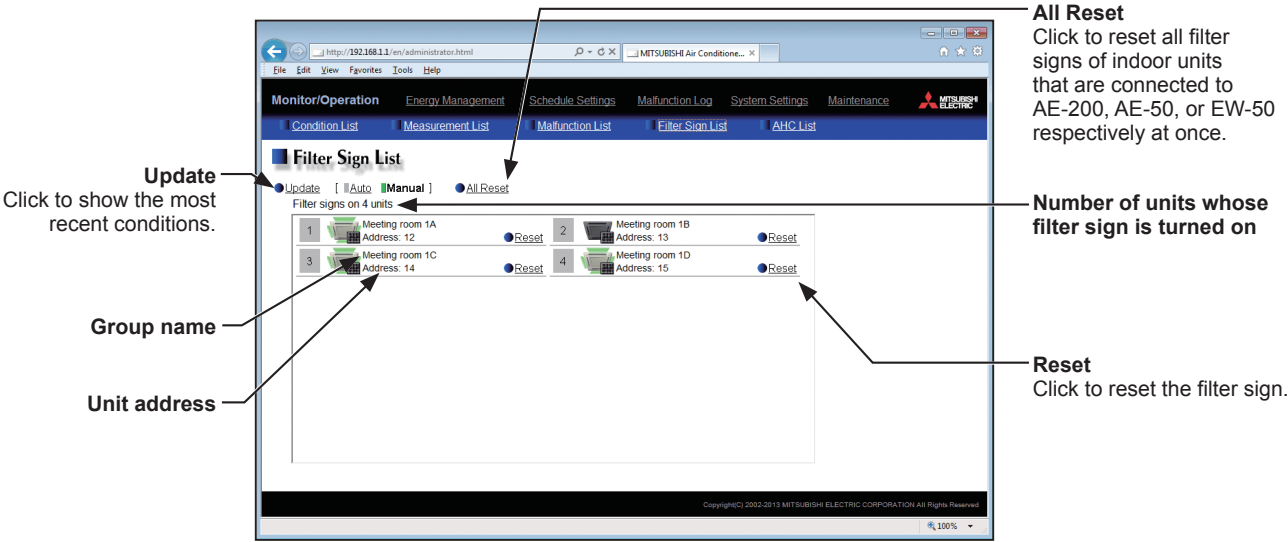 All Reset
Click to reset all filter
signs of indoor units
that are connected to
AE-200, AE-50, or EW-50
respectively at once.
http://192.168.1.1/en/administrator.html
MITSUBISHI Air Conditione...
File Edit View Favorites Tools Help
Monitor/Operation Energy Management Schedule Settings Malfunction Log System Settings Maintenance
MITSUBISHI
ELECTRIC
Condition List Measurement List Malfunction List Filter Sign List AHC List
Filter Sign List
Update
Click to show the most
recent conditions.
Update [ Auto Manual ] All Reset
Filter signs on 4 units
Number of units whose
filter sign is turned on
1 Meeting room 1A
Address: 12 Reset
2 Meeting room 1B
Address: 13 Reset
3 Meeting room 1C
Address: 14 Reset
4 Meeting room 1D
Address: 15 Reset
Group name
Unit address
Reset
Click to reset the filter sign.
Copyright(C) 2002-2013 MITSUBISHI ELECTRIC CORPORATION All Rights Reserved
100%